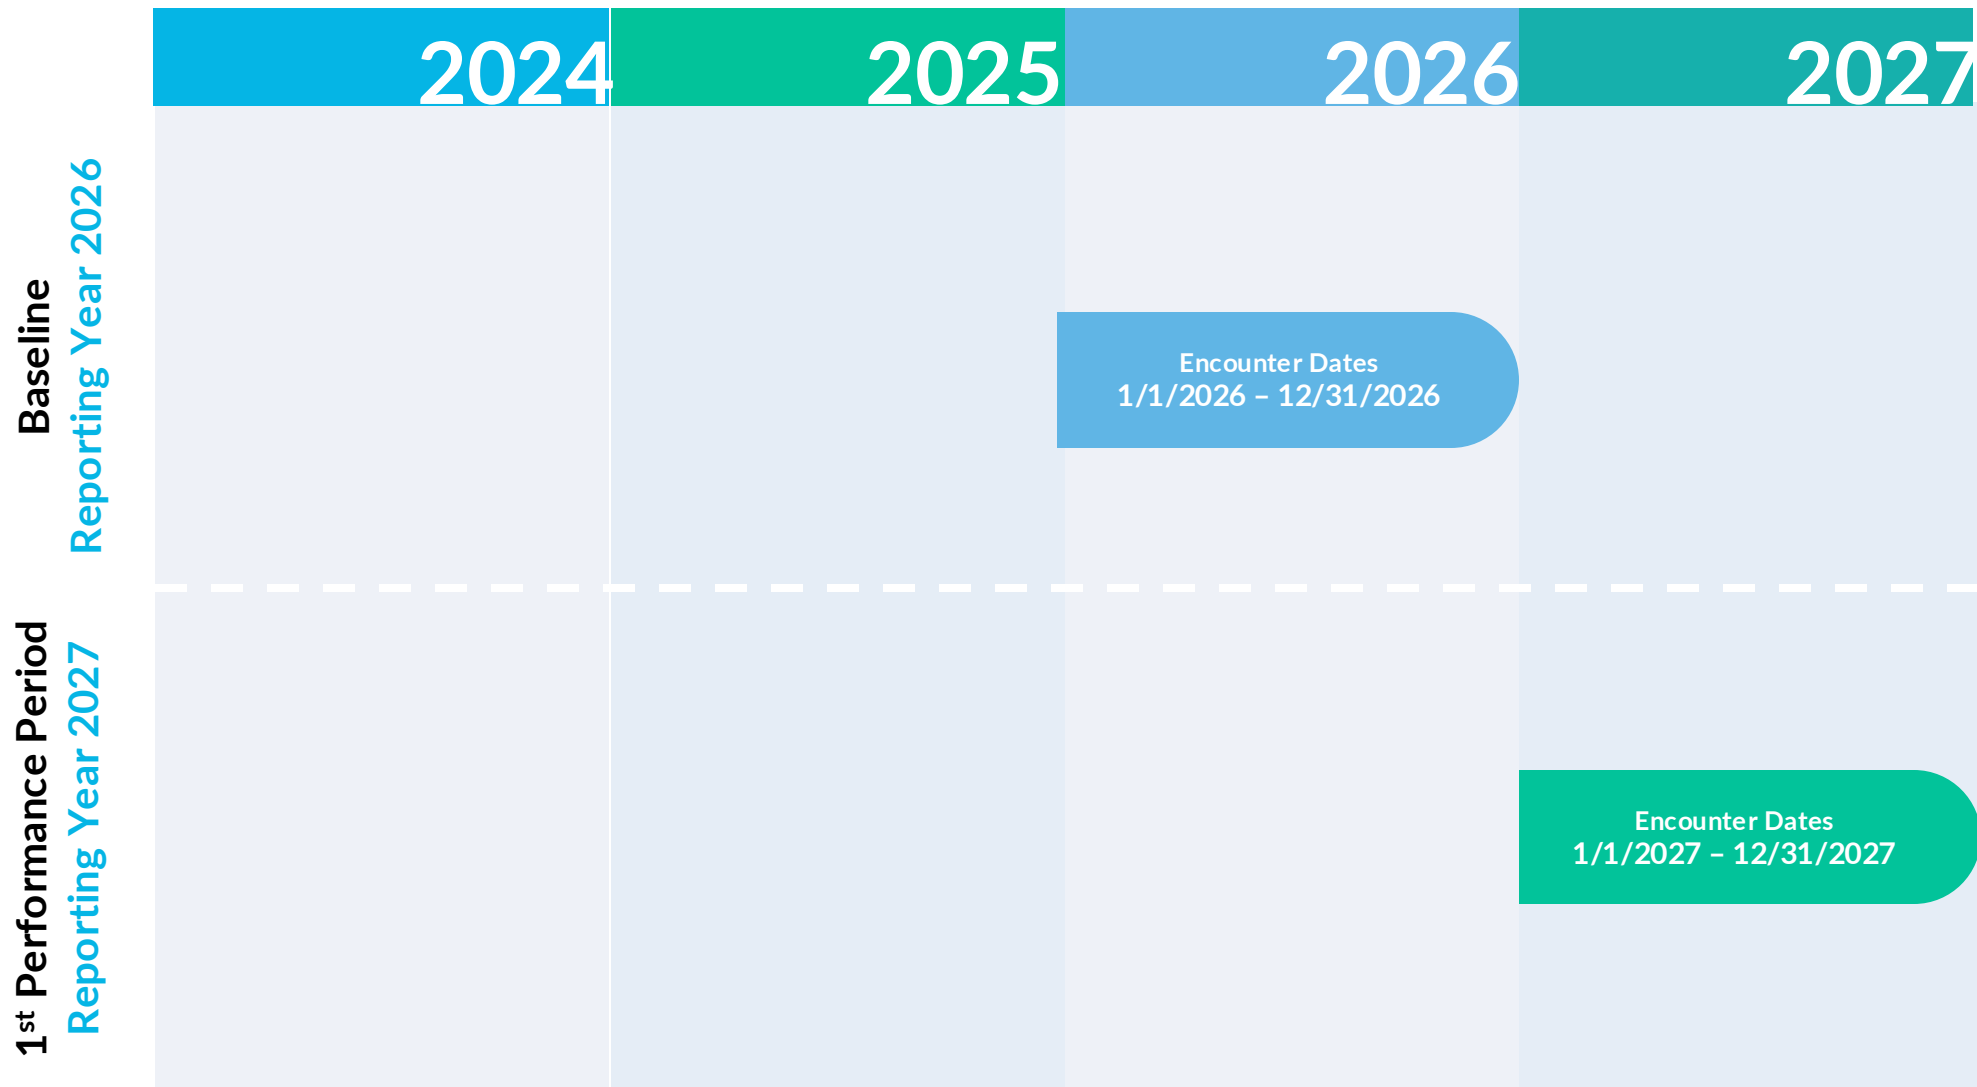 2024
2025
2026
2027
Baseline
Reporting Year 2026
Encounter Dates
1/1/2026 – 12/31/2026
1st Performance Period
Reporting Year 2027
Encounter Dates
1/1/2027 – 12/31/2027